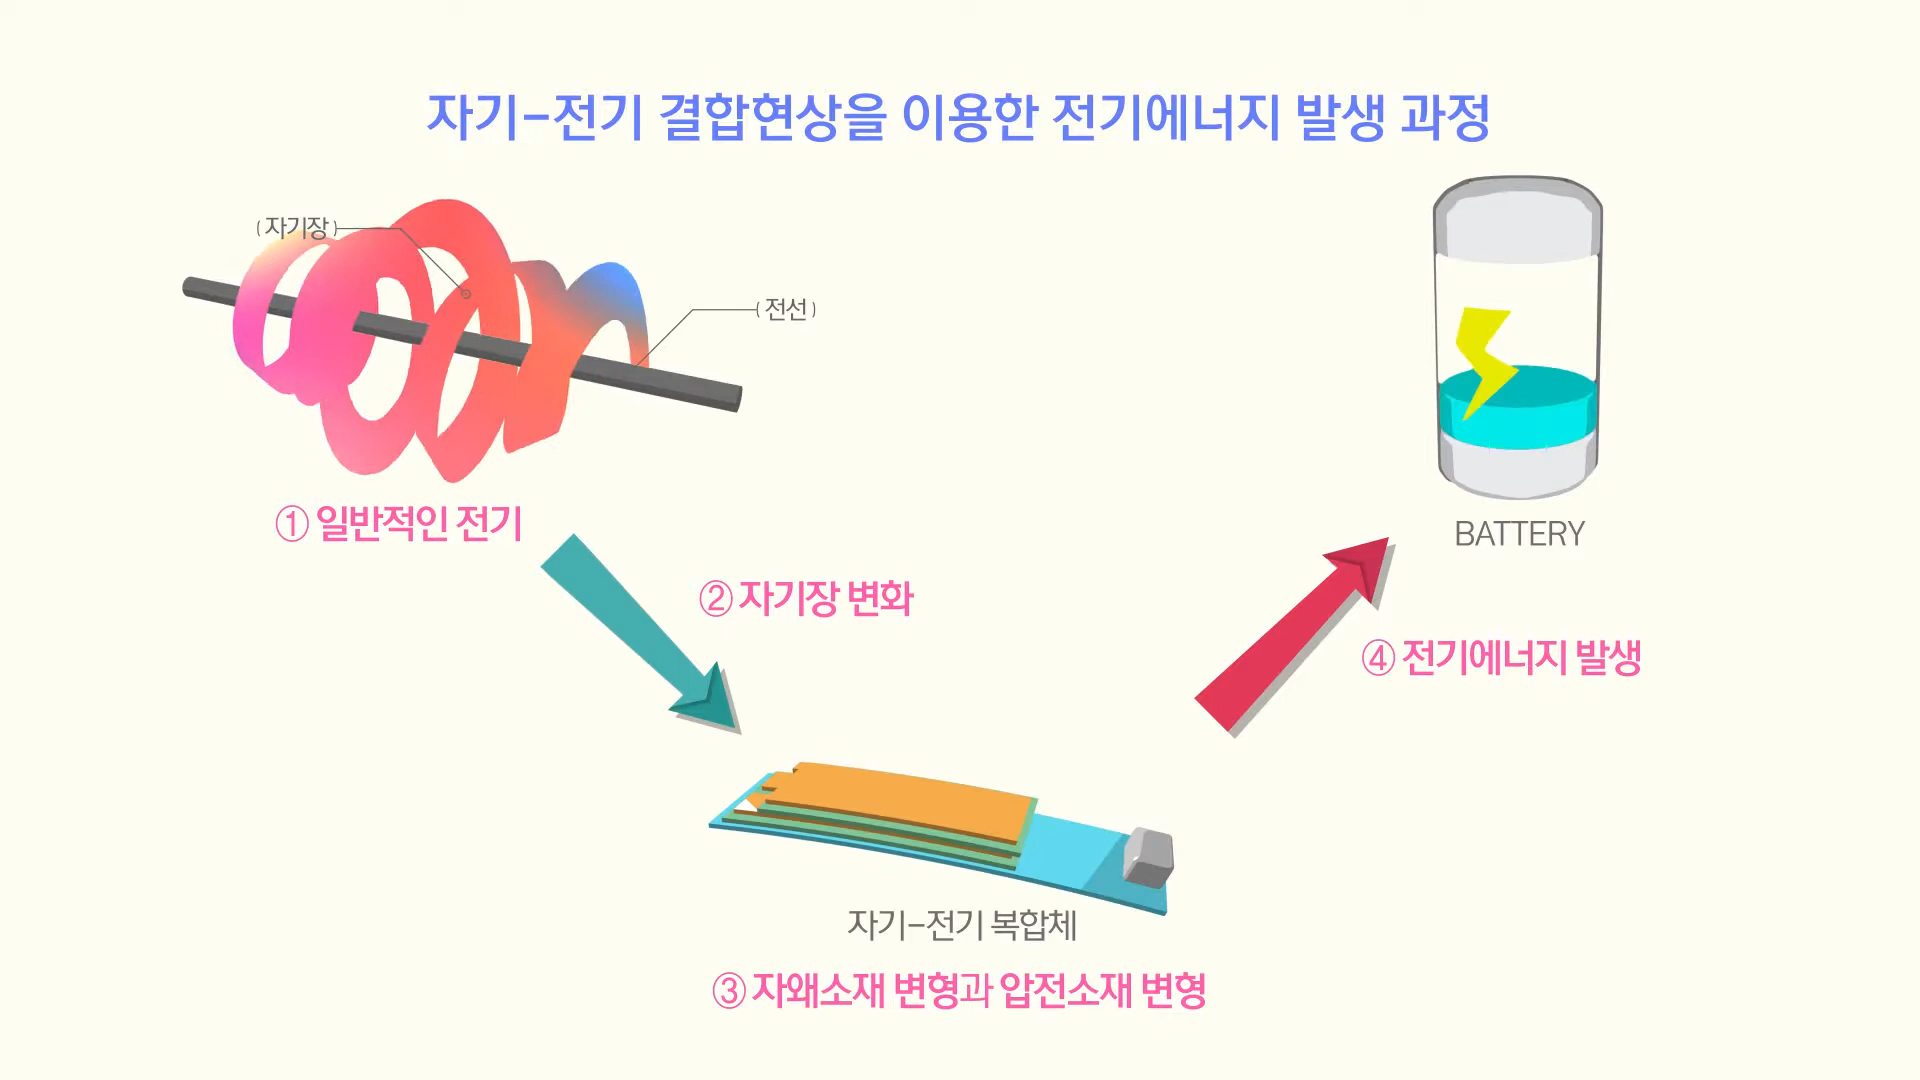 자기-전기 결합현상을 이용한 전기에너지 발생 과정
(자기장)
(전선)
① 일반적인 전기
② 자기장 변화
자기-전기 복합체
③ 자왜소재 변형과 압전소재 변형
④ 전기에너지 발생
BATTERY